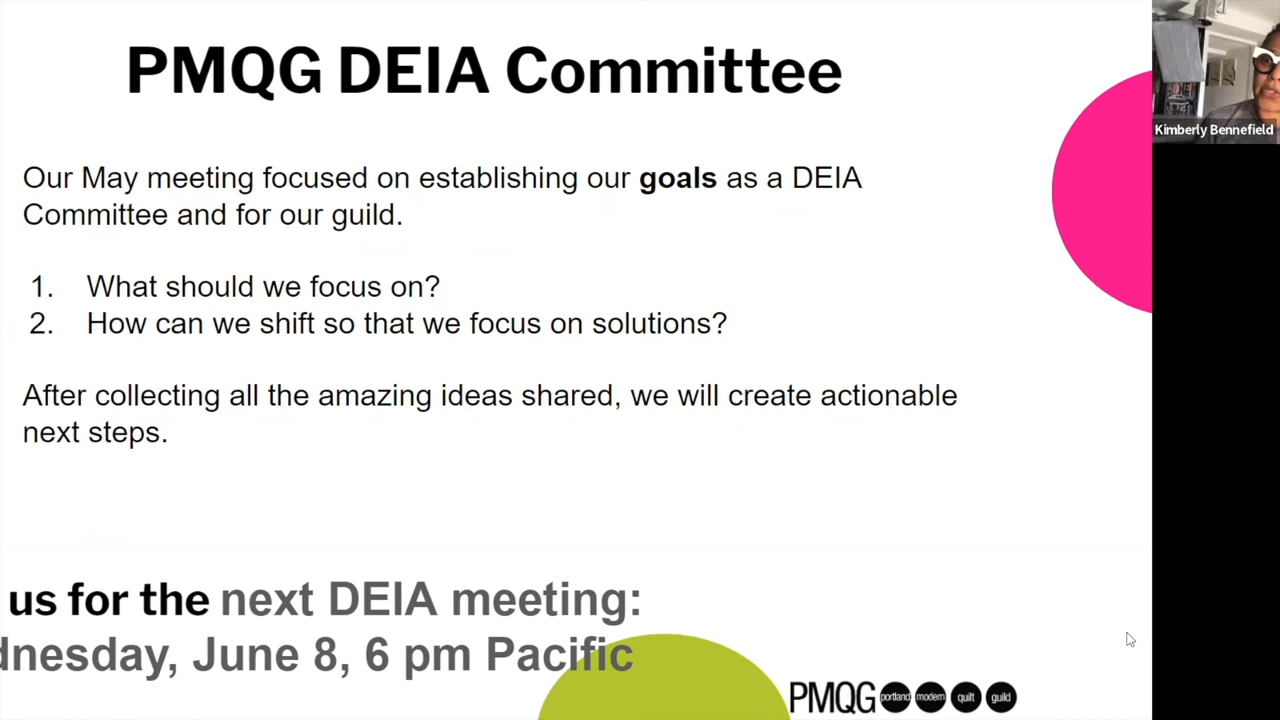 PMQG DEIA Committee
Kimberly Bennefield
Our May meeting focused on establishing our goals as a DEIA
Committee and for our guild.
1. What should we focus on?
2. How can we shift so that we focus on solutions?
After collecting all the amazing ideas shared, we will create actionable
next steps.
us for the next DEIA meeting:
dnesday, June 8, 6 pm Pacific
PMQG portland modern quilt guild